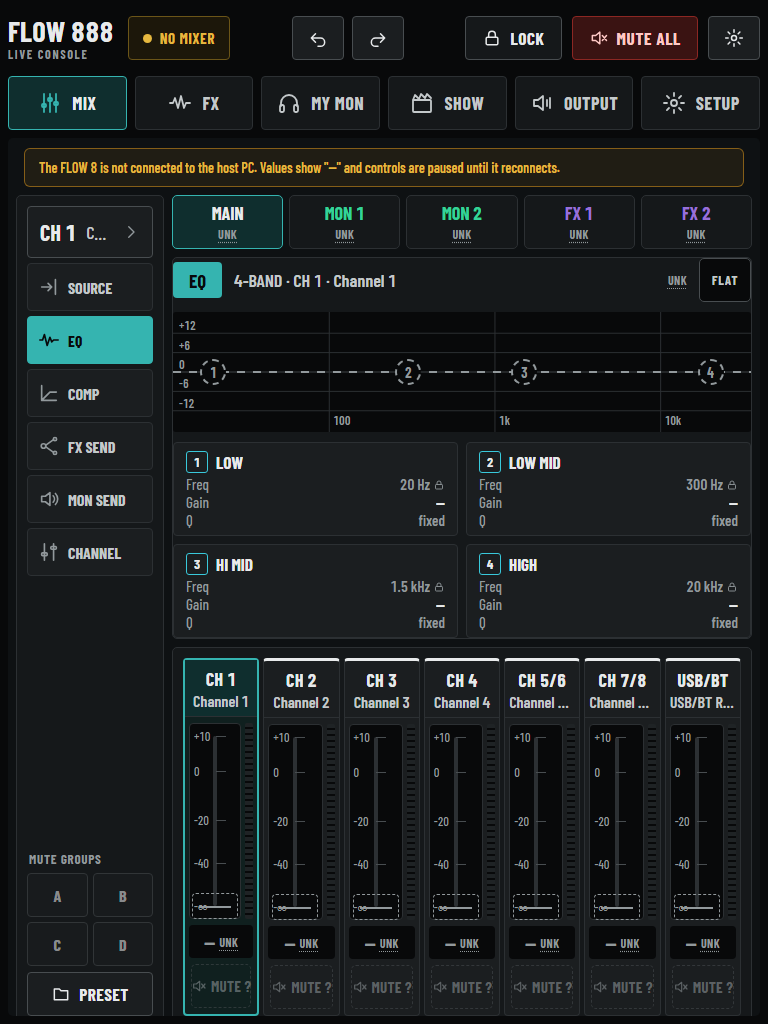 FLOW 888
LIVE CONSOLE
NO MIXER
LOCK
MUTE ALL
MIX
FX
MY MON
SHOW
OUTPUT
SETUP
The FLOW 8 is not connected to the host PC. Values show "—" and controls are paused until it reconnects.
CH 1 C...
SOURCE
EQ
COMP
FX SEND
MON SEND
CHANNEL
MUTE GROUPS
A B
C D
PRESET
MAIN MON 1 MON 2 FX 1 FX 2
UNK UNK UNK UNK UNK
EQ 4-BAND · CH 1 · Channel 1 UNK FLAT
+12
+6
0
-6
-12
1 2 3 4
100 1k 10k
1 LOW
Freq 20 Hz
Gain —
Q fixed
2 LOW MID
Freq 300 Hz
Gain —
Q fixed
3 HI MID
Freq 1.5 kHz
Gain —
Q fixed
4 HIGH
Freq 20 kHz
Gain —
Q fixed
CH 1 CH 2 CH 3 CH 4 CH 5/6 CH 7/8 USB/BT
Channel 1 Channel 2 Channel 3 Channel 4 Channel ... Channel ... USB/BT R...
+10 +10 +10 +10 +10 +10 +10
0 0 0 0 0 0 0
-20 -20 -20 -20 -20 -20 -20
-40 -40 -40 -40 -40 -40 -40
-∞ -∞ -∞ -∞ -∞ -∞ -∞
— UNK — UNK — UNK — UNK — UNK — UNK — UNK
MUTE ? MUTE ? MUTE ? MUTE ? MUTE ? MUTE ? MUTE ?